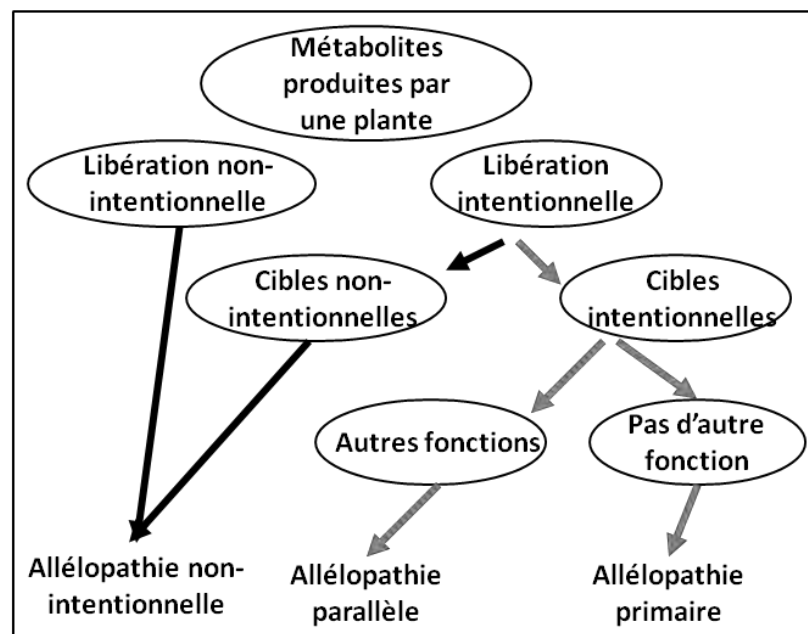 Métabolites
produites par
une plante
Libération non-
intentionnelle
Libération
intentionnelle
Cibles non-
intentionnelles
Cibles
intentionnelles
Autres fonctions
Pas d'autre
fonction
Allélopathie non-
intentionnelle
Allélopathie
parallèle
Allélopathie
primaire